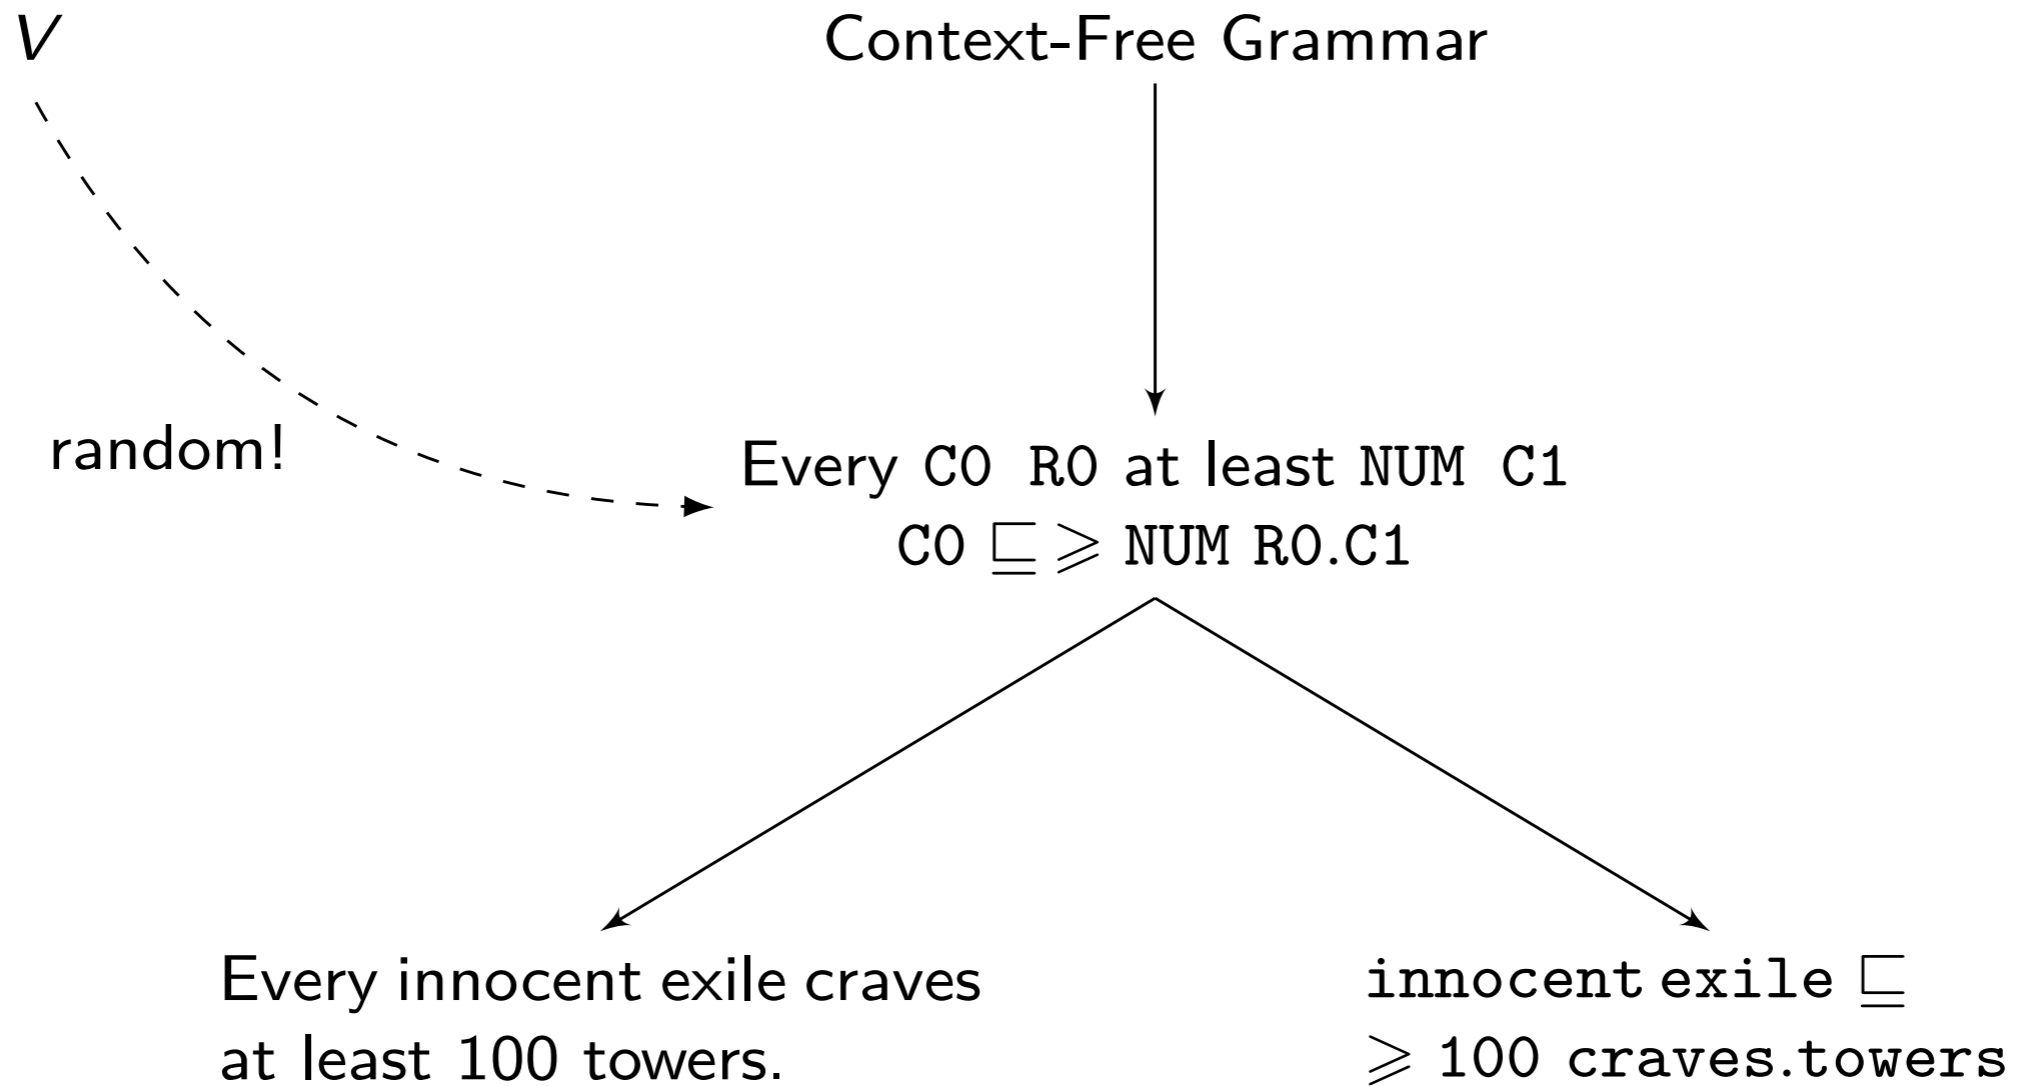 V
Context-Free Grammar
random!
Every C0 R0 at least NUM C1
C0 ⊑ ⩾ NUM R0.C1
Every innocent exile craves
at least 100 towers.
innocent exile ⊑
⩾ 100 craves.towers